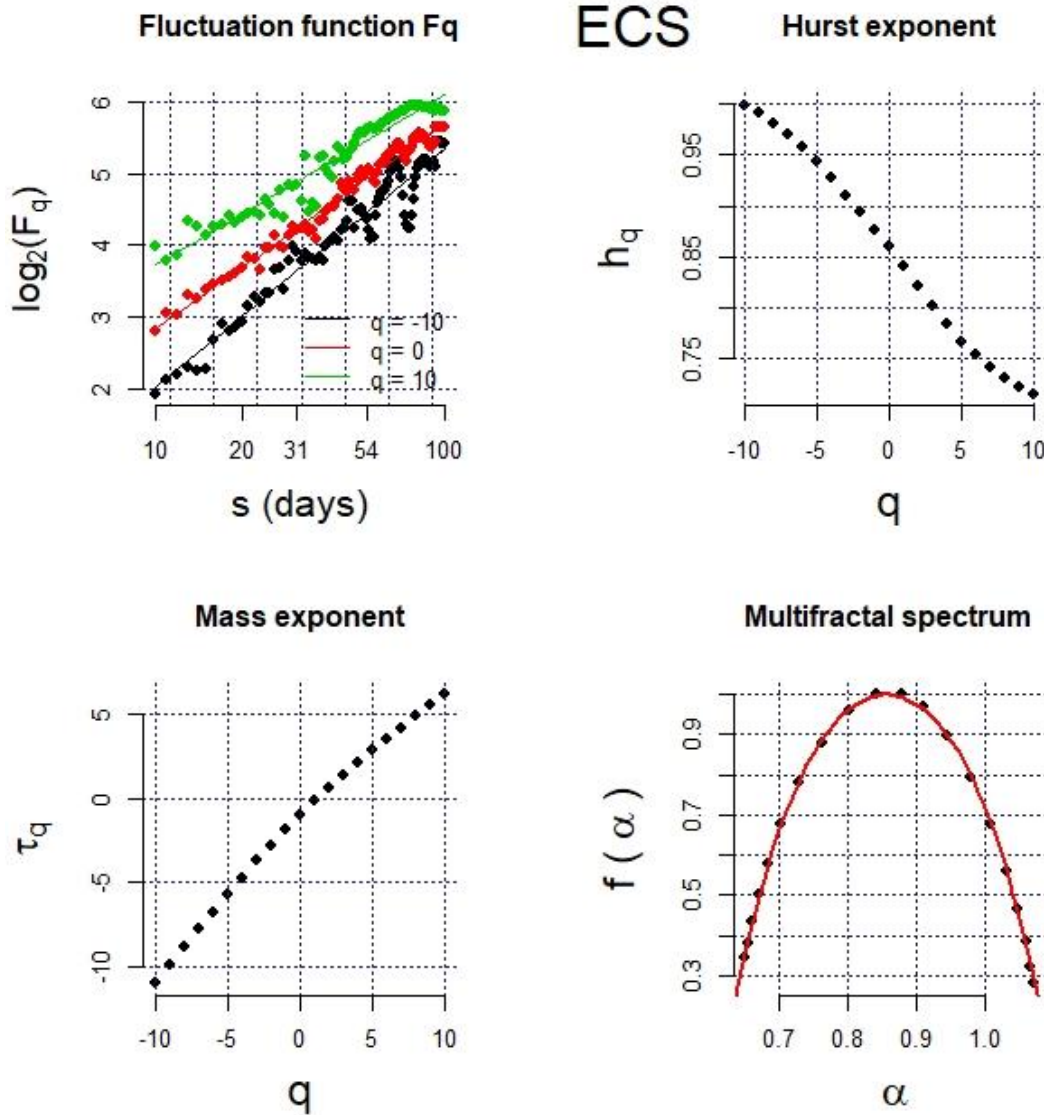 ECS
Fluctuation function Fq
log₂(F_q)
6
5
4
3
2
q = -10
q = 0
q = 10
10 20 31 54 100
s (days)
Hurst exponent
h_q
0.95
0.85
0.75
-10 -5 0 5 10
q
Mass exponent
τ_q
5
0
-5
-10
-10 -5 0 5 10
q
Multifractal spectrum
f ( α )
0.9
0.7
0.5
0.3
0.7 0.8 0.9 1.0
α